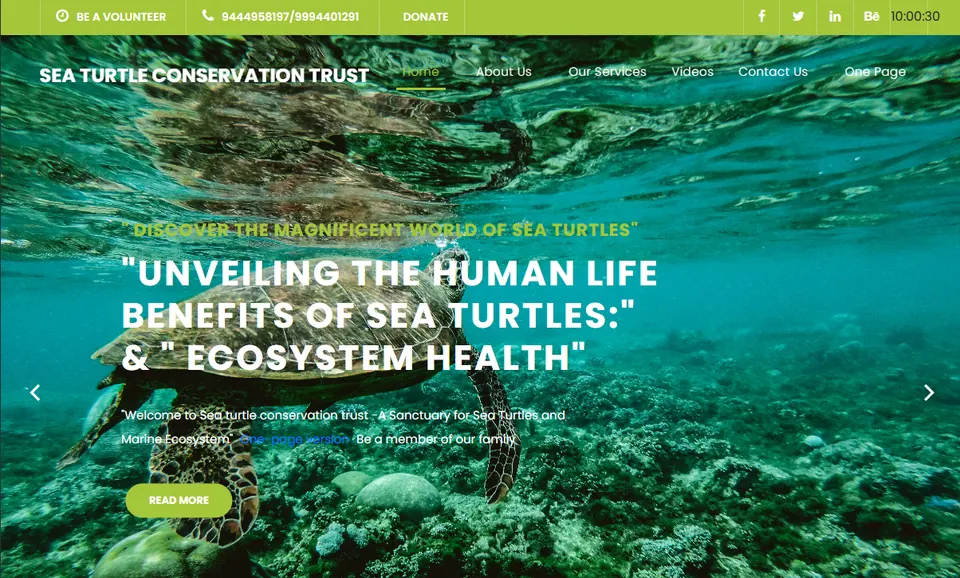 BE A VOLUNTEER
9444958197/9994401291
DONATE
Bē
10:00:30
SEA TURTLE CONSERVATION TRUST
Home
About Us
Our Services
Videos
Contact Us
One Page
" DISCOVER THE MAGNIFICENT WORLD OF SEA TURTLES"
"UNVEILING THE HUMAN LIFE
BENEFITS OF SEA TURTLES:"
& " ECOSYSTEM HEALTH"
"Welcome to Sea turtle conservation trust -A Sanctuary for Sea Turtles and
Marine Ecosystem" One-page version Be a member of our family
READ MORE